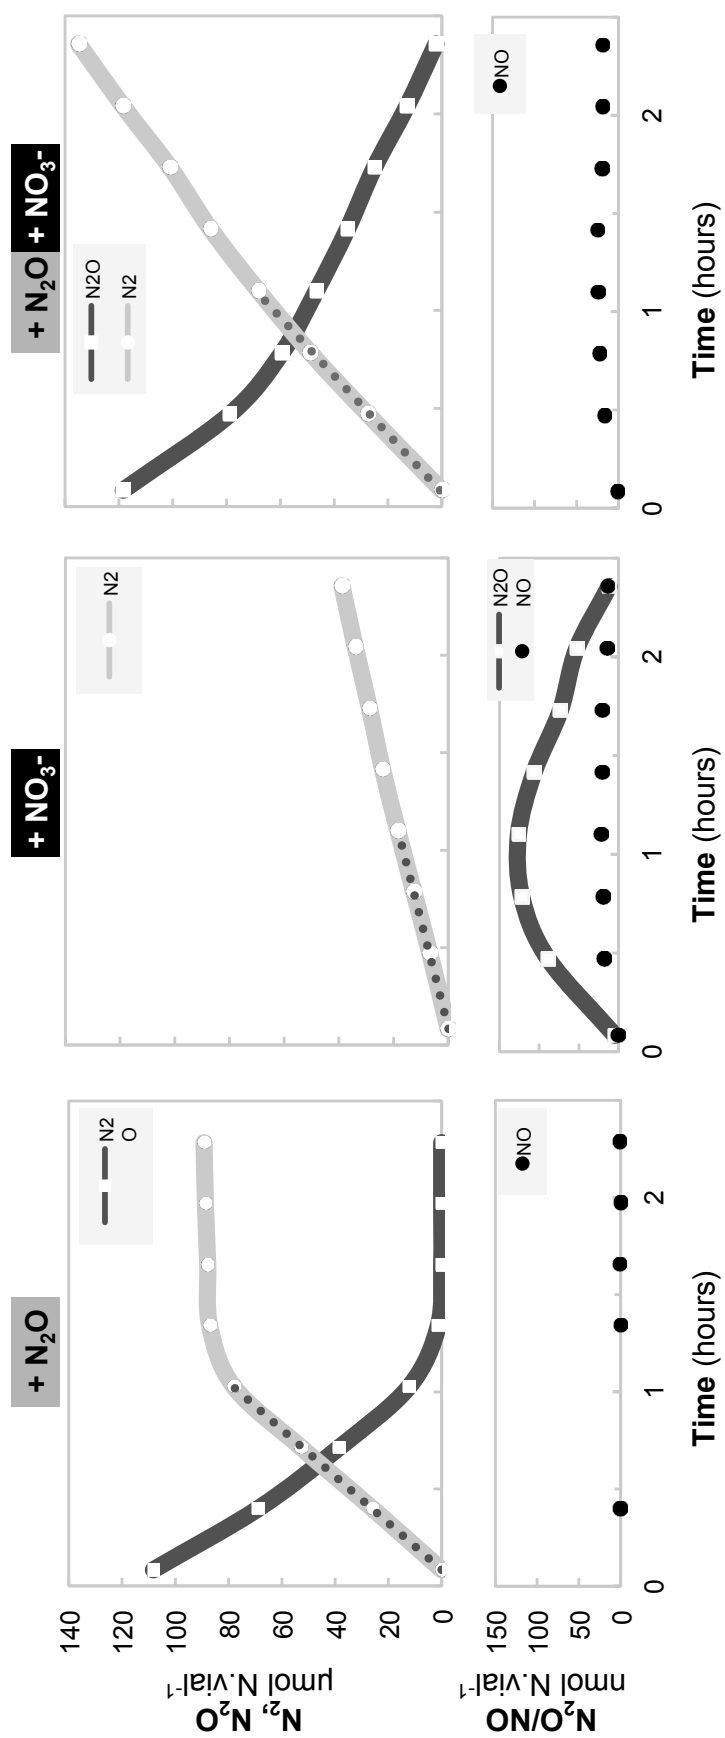 + N₂O
+ NO₃-
+ N₂O + NO₃-
N₂, N₂O
µmol N.vial⁻¹
140
120
100
80
60
40
20
0
N2
O
N2
N2O
N2
N₂O/NO
nmol N.vial⁻¹
150
100
50
0
NO
N2O
NO
NO
0
1
2
0
1
2
0
1
2
Time (hours)
Time (hours)
Time (hours)